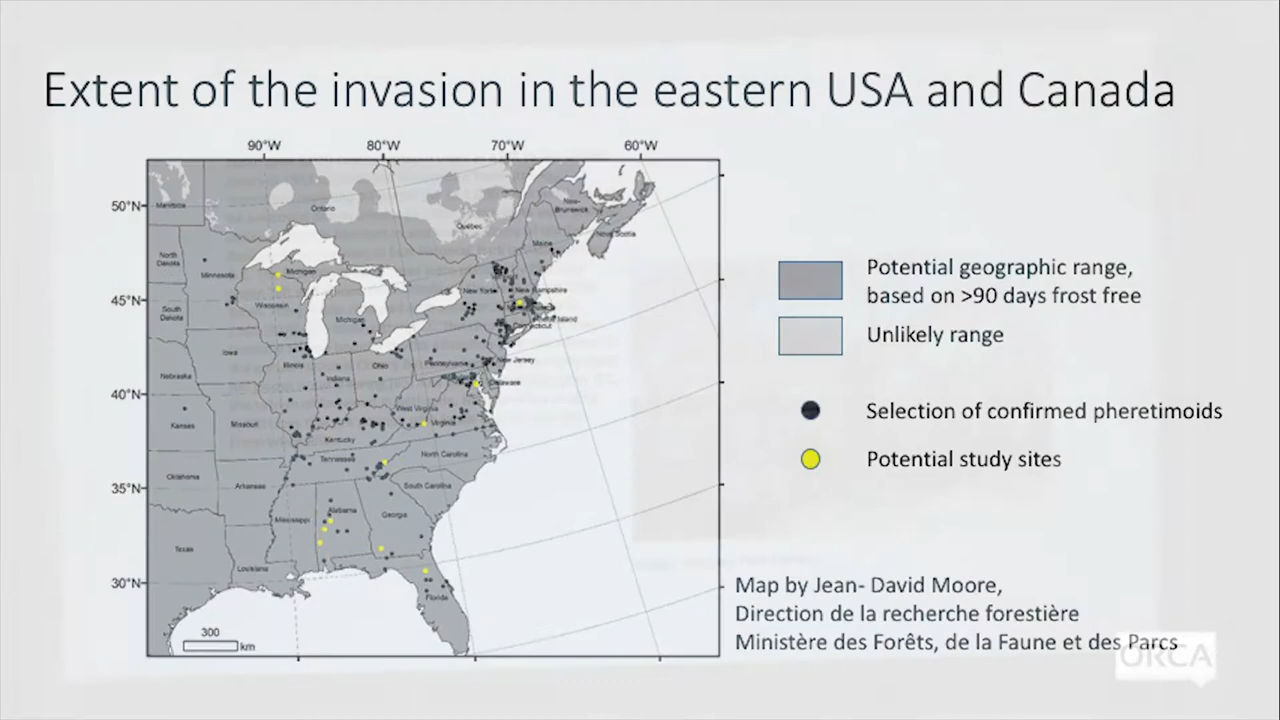 Extent of the invasion in the eastern USA and Canada
90°W 80°W 70°W 60°W
50°N
45°N
40°N
35°N
30°N
Manitoba
Ontario
Québec
New-
Brunswick
Nova Scotia
Maine
North
Dakota
Minnesota
Michigan
New York
New Hampshire
South
Dakota
Wisconsin
Michigan
Connecticut
Iowa
Nebraska
Illinois
Indiana
Ohio
Pennsylvania
New Jersey
Delaware
West Virginia
Virginia
Kansas
Missouri
Kentucky
Tennessee
North Carolina
Oklahoma
Arkansas
South Carolina
Mississippi
Alabama
Georgia
Texas
Louisiana
Florida
300
km
Potential geographic range,
based on >90 days frost free
Unlikely range
Selection of confirmed pheretimoids
Potential study sites
Map by Jean- David Moore,
Direction de la recherche forestière
Ministère des Forêts, de la Faune et des Parcs
ORCA